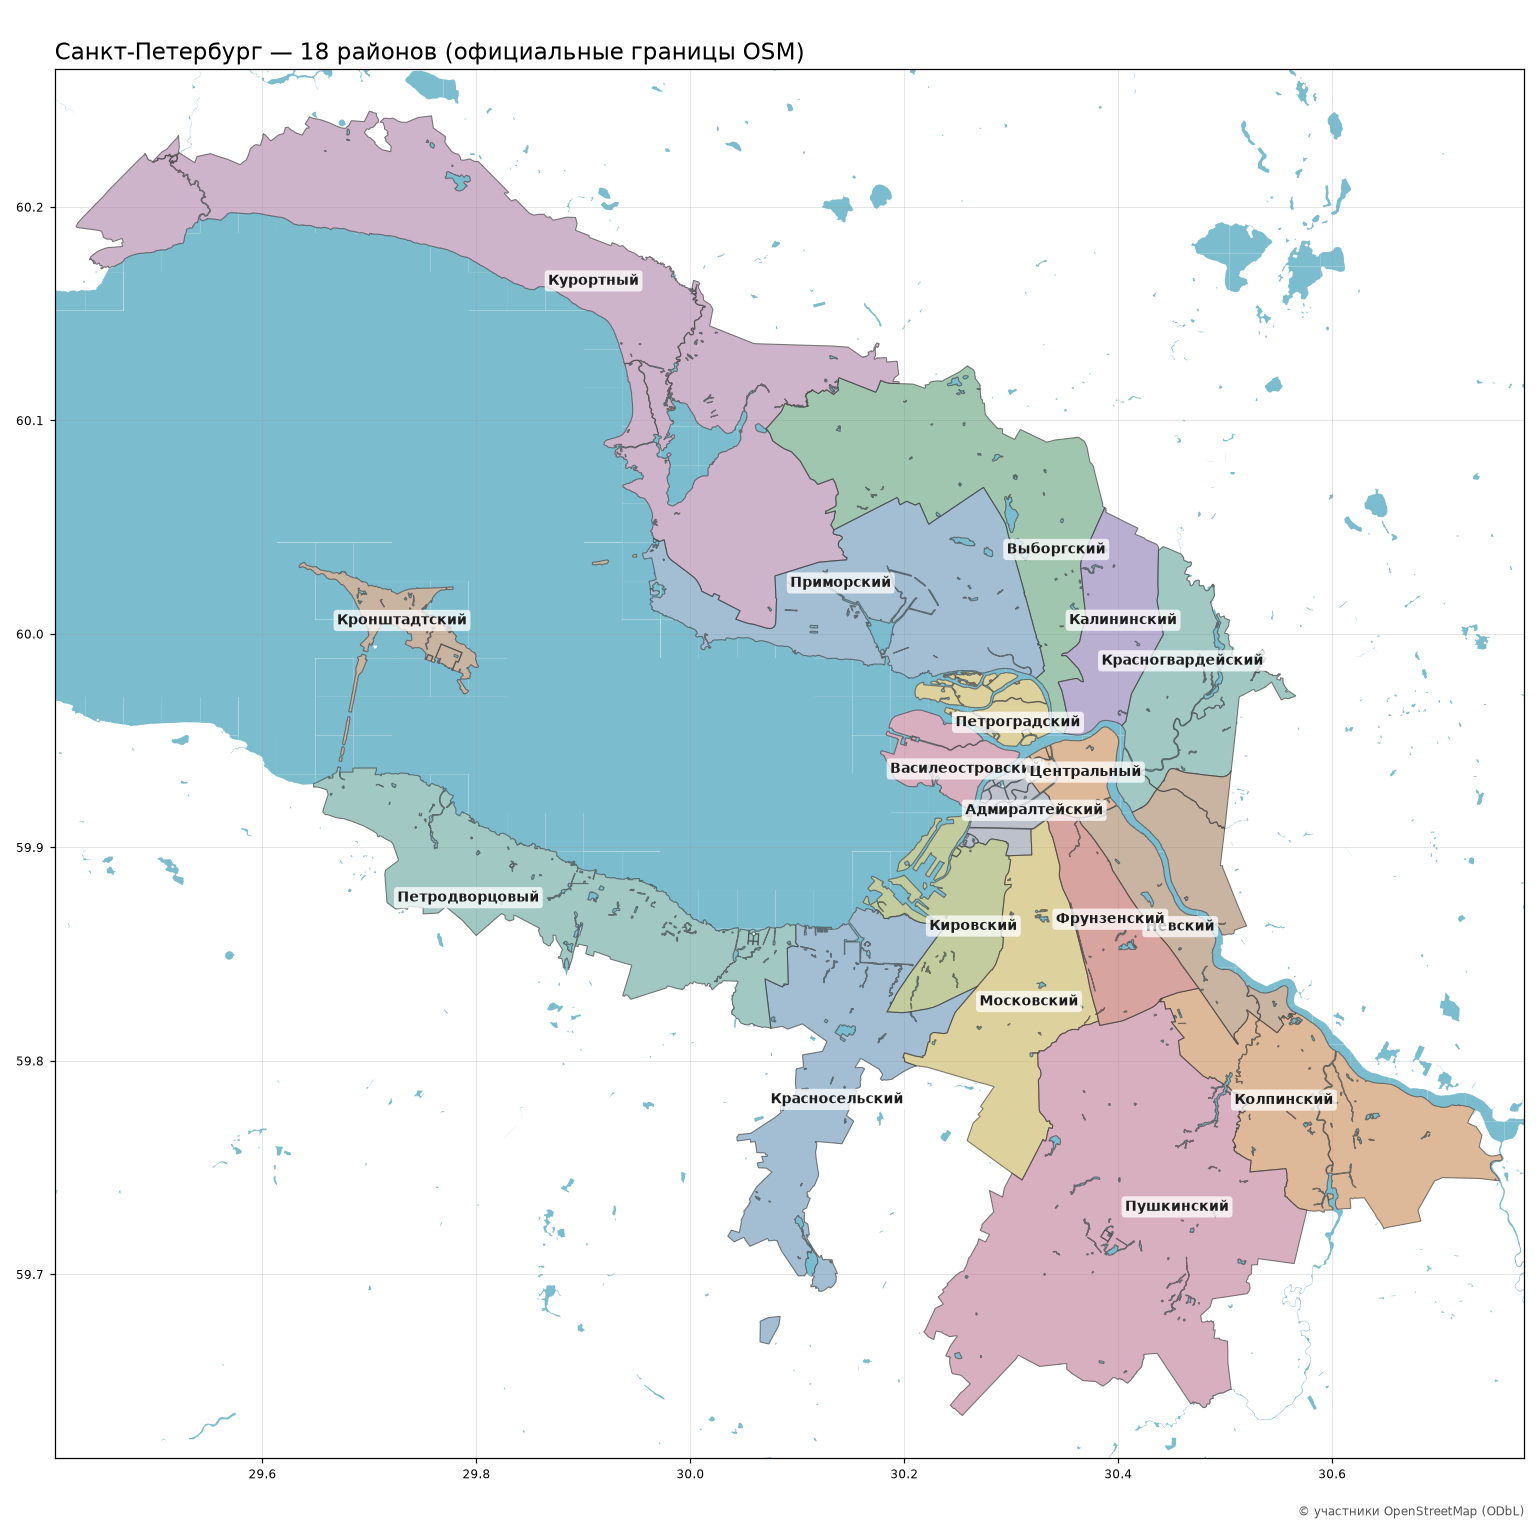 Санкт-Петербург — 18 районов (официальные границы OSM)
60.2
Курортный
60.1
Выборгский
Приморский
60.0
Кронштадтский
Калининский
Красногвардейский
Петроградский
Василеостровски
Центральный
Адмиралтейский
59.9
Петродворцовый
Фрунзенский
Невский
Кировский
Московский
59.8
Красносельский
Колпинский
Пушкинский
59.7
29.6
29.8
30.0
30.2
30.4
30.6
© участники OpenStreetMap (ODbL)